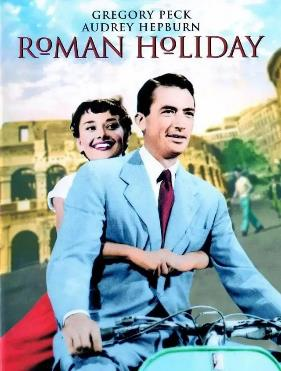 GREGORY PECK
AUDREY HEPBURN
ROMAN HOLIDAY